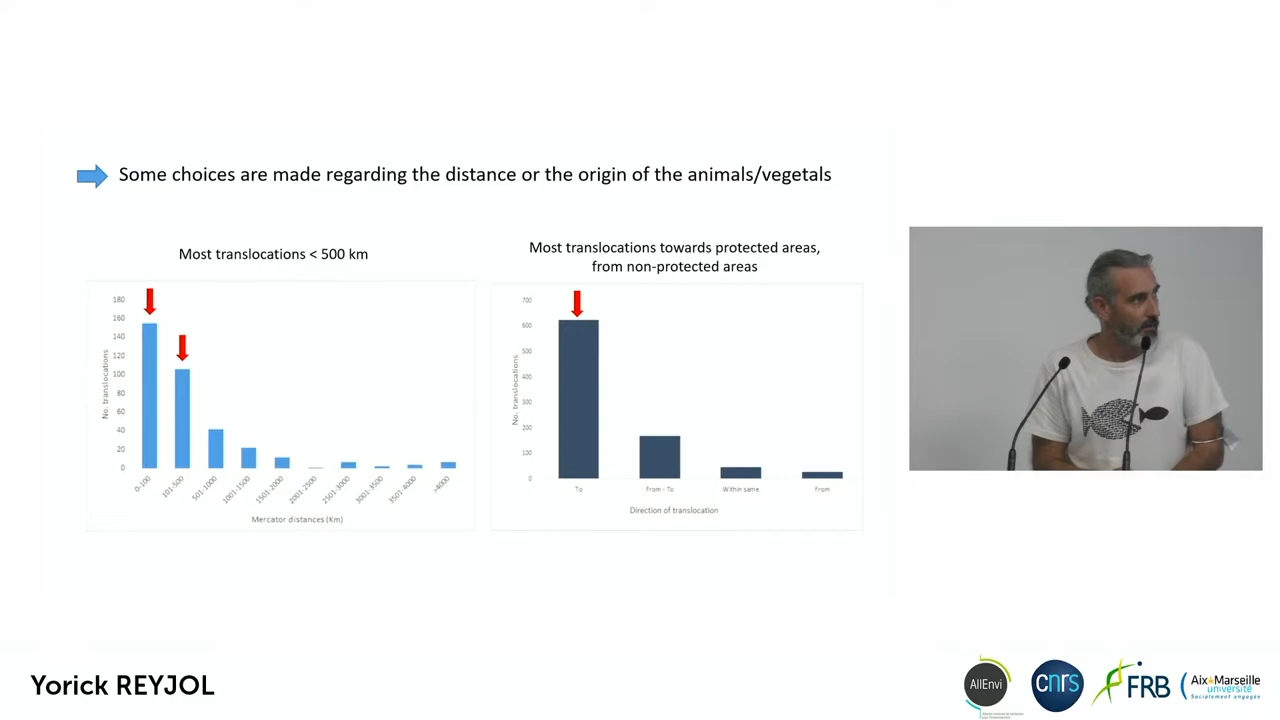 Some choices are made regarding the distance or the origin of the animals/vegetals
Most translocations < 500 km
180
160
140
120
100
80
60
40
20
0
No. translocations
0-100
101-500
501-1000
1001-1500
1501-2000
2001-2500
2501-3000
3001-3500
3501-4000
>4000
Mercator distances (Km)
Most translocations towards protected areas,
from non-protected areas
700
600
500
400
300
200
100
0
No. translocations
To
From - To
Within same
From
Direction of translocation
Yorick REYJOL
AllEnvi
cnrs
FRB
Aix Marseille
université
Socialement engagée